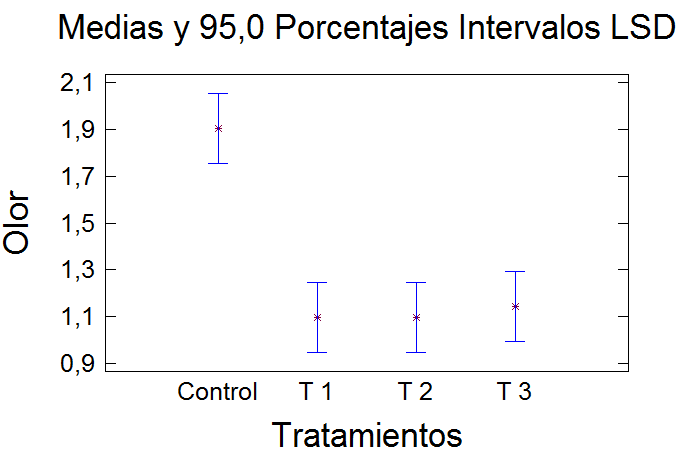 Medias y 95,0 Porcentajes Intervalos LSD
2,1
1,9
1,7
1,5
1,3
1,1
0,9
Olor
Control T 1 T 2 T 3
Tratamientos